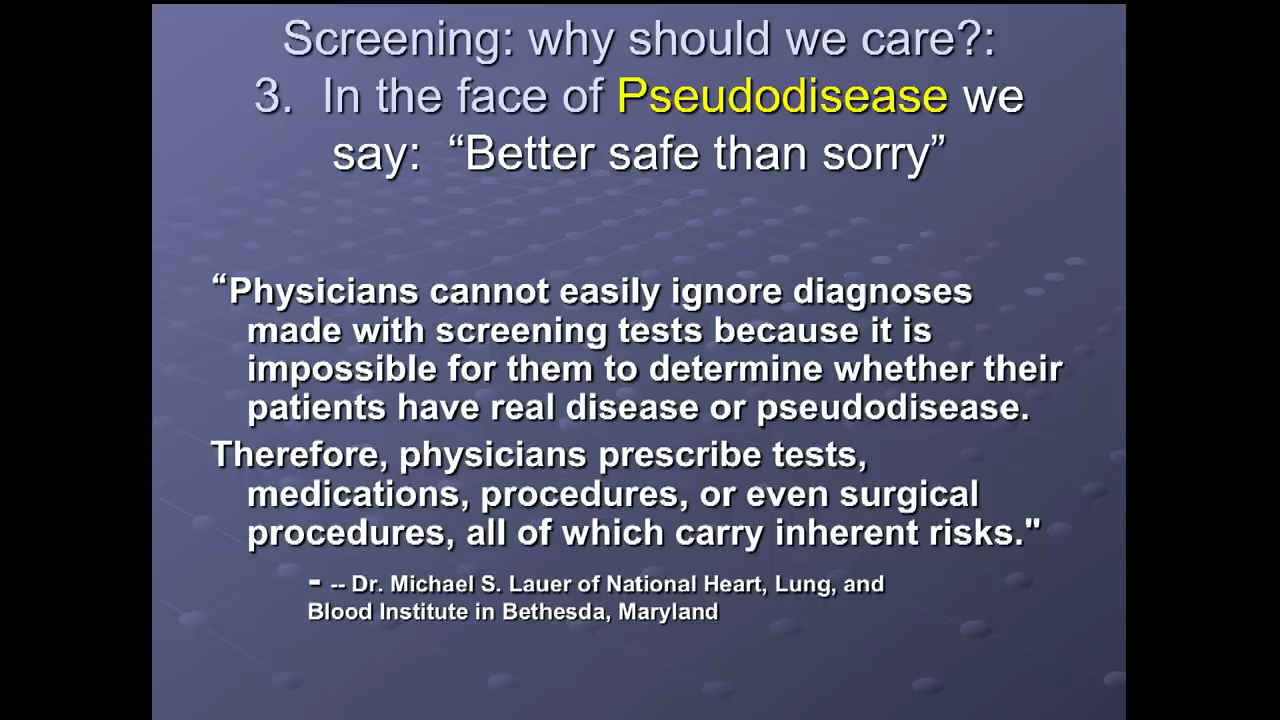 Screening: why should we care?:
3. In the face of Pseudodisease we
say: “Better safe than sorry”
“Physicians cannot easily ignore diagnoses
made with screening tests because it is
impossible for them to determine whether their
patients have real disease or pseudodisease.
Therefore, physicians prescribe tests,
medications, procedures, or even surgical
procedures, all of which carry inherent risks."
- -- Dr. Michael S. Lauer of National Heart, Lung, and
Blood Institute in Bethesda, Maryland